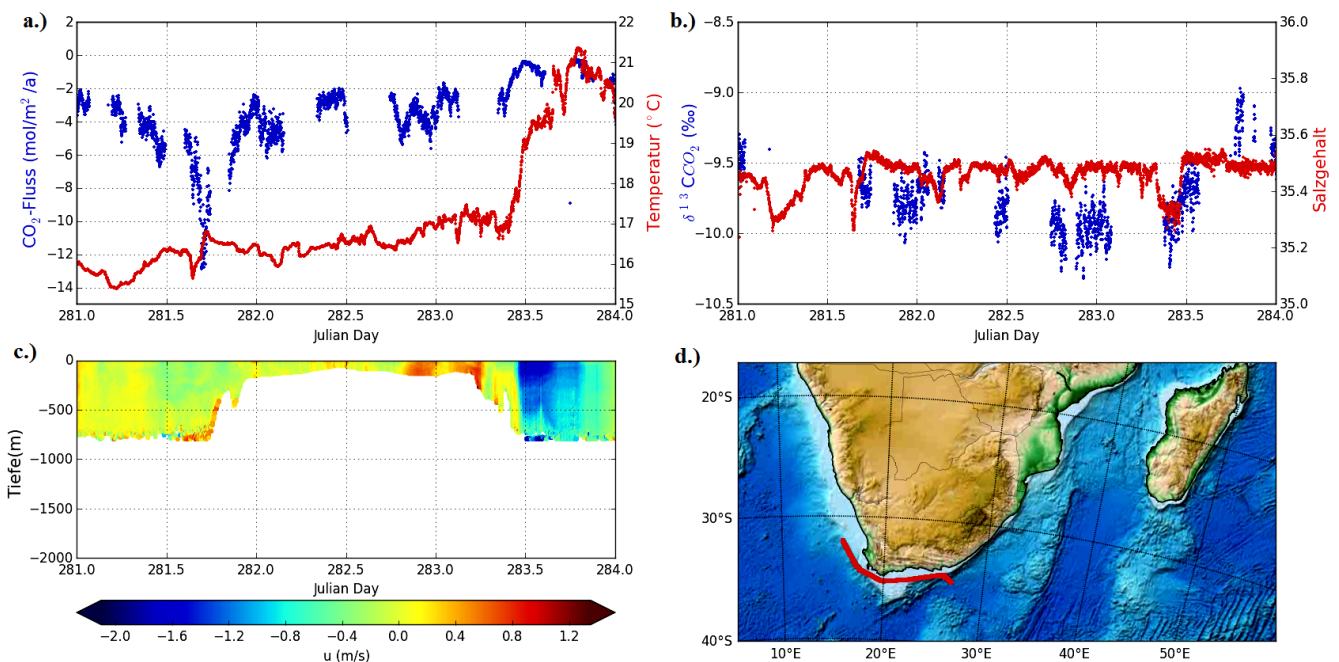 a.)
2
0
−2
−4
−6
−8
−10
−12
−14
CO2-Fluss (mol/m² /a)
22
21
20
19
18
17
16
15
Temperatur (°C)
281.0 281.5 282.0 282.5 283.0 283.5 284.0
Julian Day
b.)
−8.5
−9.0
−9.5
−10.0
−10.5
δ¹³CCO₂ (‰)
36.0
35.8
35.6
35.4
35.2
35.0
Salzgehalt
281.0 281.5 282.0 282.5 283.0 283.5 284.0
Julian Day
c.)
0
−500
−1000
−1500
−2000
Tiefe(m)
281.0 281.5 282.0 282.5 283.0 283.5 284.0
Julian Day
−2.0 −1.6 −1.2 −0.8 −0.4 0.0 0.4 0.8 1.2
u (m/s)
d.)
20°S
30°S
40°S
10°E 20°E 30°E 40°E 50°E